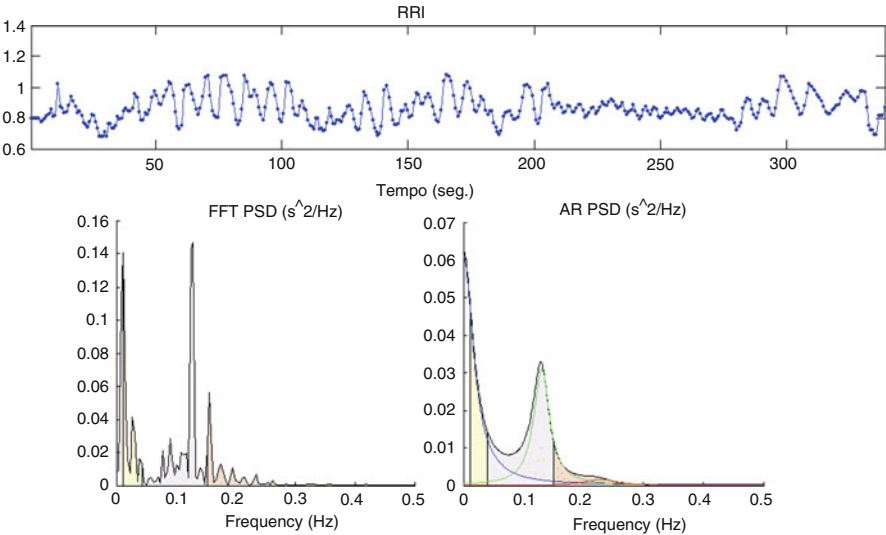 RRI
1.4
1.2
1
0.8
0.6
50 100 150 200 250 300
Tempo (seg.)
FFT PSD (s^2/Hz)
0.16
0.14
0.12
0.1
0.08
0.06
0.04
0.02
0
0 0.1 0.2 0.3 0.4 0.5
Frequency (Hz)
AR PSD (s^2/Hz)
0.07
0.06
0.05
0.04
0.03
0.02
0.01
0
0 0.1 0.2 0.3 0.4 0.5
Frequency (Hz)